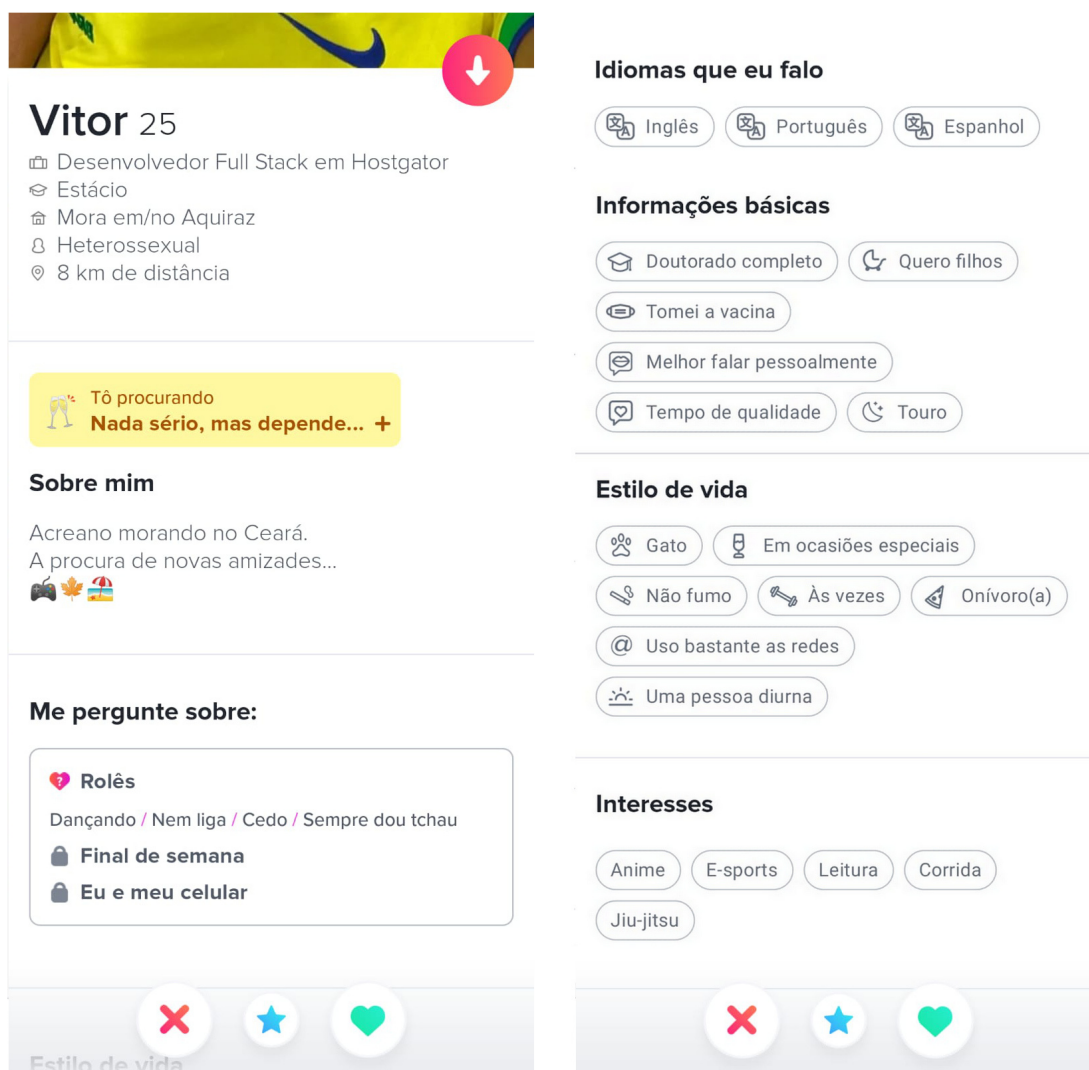 Vitor 25
Desenvolvedor Full Stack em Hostgator
Estácio
Mora em/no Aquiraz
Heterossexual
8 km de distância
Tô procurando
Nada sério, mas depende... +
Sobre mim
Acreano morando no Ceará.
A procura de novas amizades...
🎮🍁🏖️
Me pergunte sobre:
Rolês
Dançando / Nem liga / Cedo / Sempre dou tchau
Final de semana
Eu e meu celular
Estilo de vida
Idiomas que eu falo
Inglês Português Espanhol
Informações básicas
Doutorado completo Quero filhos
Tomei a vacina
Melhor falar pessoalmente
Tempo de qualidade Touro
Estilo de vida
Gato Em ocasiões especiais
Não fumo Às vezes Onívoro(a)
Uso bastante as redes
Uma pessoa diurna
Interesses
Anime E-sports Leitura Corrida
Jiu-jitsu